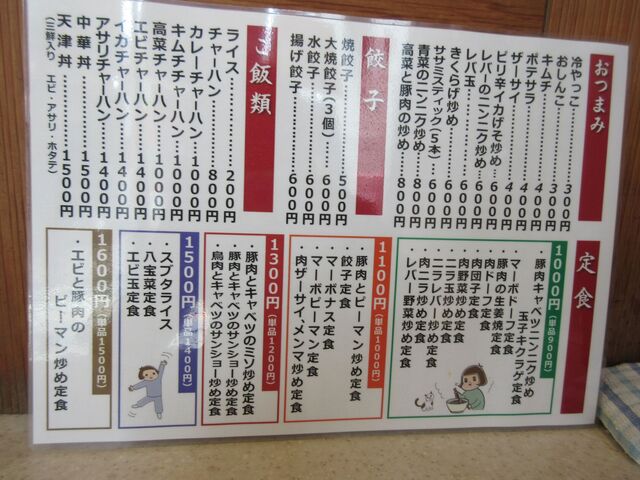 おつまみ
冷やっこ……………300円
おしんこ……………300円
キムチ………………300円
ポテサラ……………400円
ザーサイ……………400円
ピリ辛イカげそ炒め…400円
レバーのニンニク炒め…600円
レバ玉………………600円
きくらげ炒め………600円
ササミスティック(5本)…600円
青菜のニンニク炒め…600円
高菜と豚肉の炒め…800円
餃子
焼餃子………………500円
大焼餃子(3個)……600円
水餃子………………600円
揚げ餃子……………600円
ご飯類
ライス………………200円
チャーハン…………800円
カレーチャーハン…1000円
キムチチャーハン…1000円
高菜チャーハン……1000円
エビチャーハン……1400円
イカチャーハン……1400円
アサリチャーハン…1400円
中華丼………………1500円
天津丼………………1500円
(三鮮入り エビ・アサリ・ホタテ)
定食
1000円(単品900円)
・豚肉キャベツニンニク炒め
玉子キクラゲ定食
・マーボドーフ定食
・豚肉の生姜焼定食
・肉ニラ炒め定食
・ニラレバー炒め定食
・ニラ玉炒め定食
・肉野菜炒め定食
・肉団子定食
・レバー野菜炒め定食
1100円(単品1000円)
・豚肉とピーマン炒め定食
・餃子定食
・マーボナス定食
・マーボピーマン定食
・肉ザーサイ、メンマ炒め定食
1300円(単品1200円)
・豚肉とキャベツのミソ炒め定食
・豚肉とキャベツのサンショー炒め定食
・鳥肉とキャベツのサンショー炒め定食
1500円(単品1400円)
・スブタライス
・八宝菜定食
・エビ玉定食
1600円(単品1500円)
・エビと豚肉の
ピーマン炒め定食